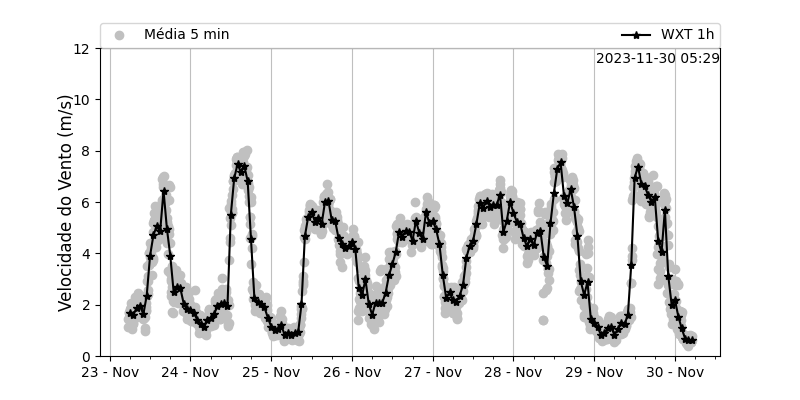 Média 5 min
WXT 1h
2023-11-30 05:29
Velocidade do Vento (m/s)
12
10
8
6
4
2
0
23 - Nov 24 - Nov 25 - Nov 26 - Nov 27 - Nov 28 - Nov 29 - Nov 30 - Nov